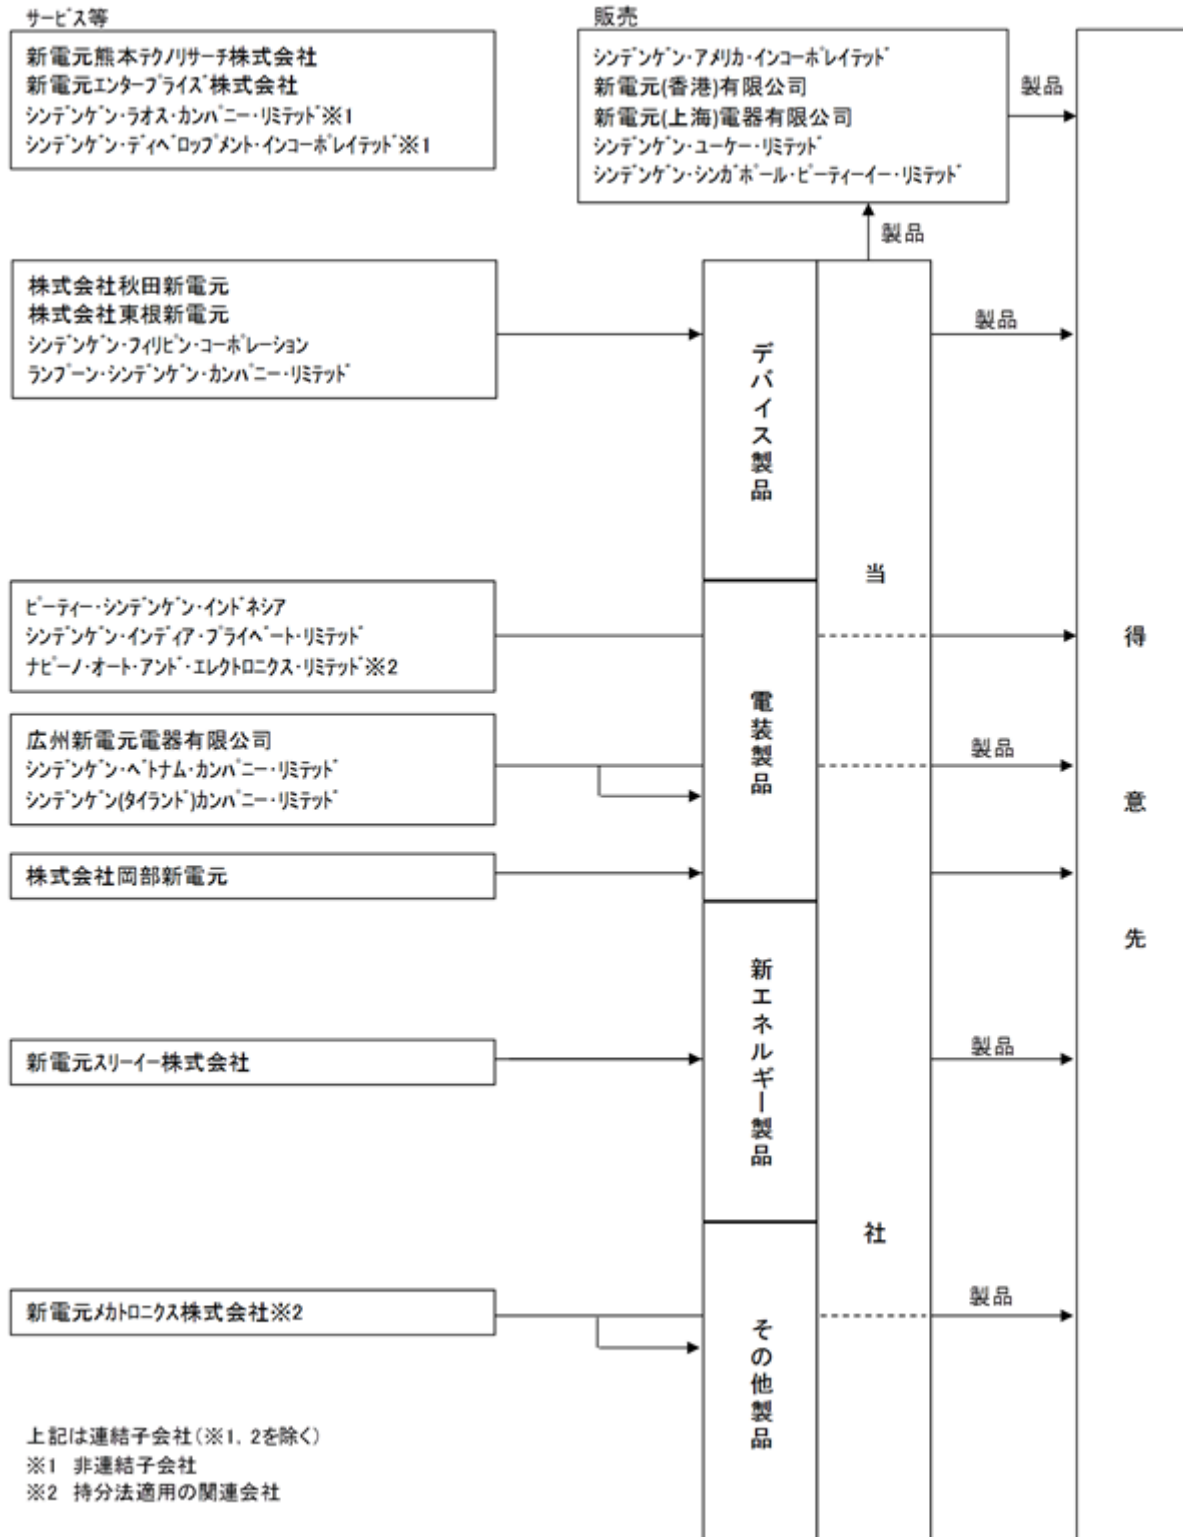 サービス等
新電元熊本ﾃｸﾉﾘｻｰﾁ株式会社
新電元ｴﾝﾀｰﾌﾟﾗｲｽﾞ株式会社
ｼﾝﾃﾞﾝｹﾞﾝ･ﾗｵｽ･ｶﾝﾊﾟﾆｰ･ﾘﾐﾃｯﾄﾞ※1
ｼﾝﾃﾞﾝｹﾞﾝ･ﾃﾞｨﾍﾞﾛｯﾌﾟﾒﾝﾄ･ｲﾝｺｰﾎﾟﾚｲﾃｯﾄﾞ※1
販売
ｼﾝﾃﾞﾝｹﾞﾝ･ｱﾒﾘｶ･ｲﾝｺｰﾎﾟﾚｲﾃｯﾄﾞ
新電元(香港)有限公司
新電元(上海)電器有限公司
ｼﾝﾃﾞﾝｹﾞﾝ･ﾕｰｹｰ･ﾘﾐﾃｯﾄﾞ
ｼﾝﾃﾞﾝｹﾞﾝ･ｼﾝｶﾞﾎﾟｰﾙ･ﾋﾟｰﾃｨｰｲｰ･ﾘﾐﾃｯﾄﾞ
製品
製品
株式会社秋田新電元
株式会社東根新電元
ｼﾝﾃﾞﾝｹﾞﾝ･ﾌｨﾘﾋﾟﾝ･ｺｰﾎﾟﾚｰｼｮﾝ
ﾗﾝﾌﾟｰﾝ･ｼﾝﾃﾞﾝｹﾞﾝ･ｶﾝﾊﾟﾆｰ･ﾘﾐﾃｯﾄﾞ
デバイス製品
製品
ﾋﾟｰﾃｨｰ･ｼﾝﾃﾞﾝｹﾞﾝ･ｲﾝﾄﾞﾈｼｱ
ｼﾝﾃﾞﾝｹﾞﾝ･ｲﾝﾃﾞｨｱ･ﾌﾟﾗｲﾍﾞｰﾄ･ﾘﾐﾃｯﾄﾞ
ﾅﾋﾟｰﾉ･ｵｰﾄ･ｱﾝﾄﾞ･ｴﾚｸﾄﾛﾆｸｽ･ﾘﾐﾃｯﾄﾞ※2
広州新電元電器有限公司
ｼﾝﾃﾞﾝｹﾞﾝ･ﾍﾞﾄﾅﾑ･ｶﾝﾊﾟﾆｰ･ﾘﾐﾃｯﾄﾞ
ｼﾝﾃﾞﾝｹﾞﾝ(ﾀｲﾗﾝﾄﾞ)ｶﾝﾊﾟﾆｰ･ﾘﾐﾃｯﾄﾞ
株式会社岡部新電元
電装製品
製品
当社
得意先
新電元ｽﾘｰｲｰ株式会社
新エネルギー製品
製品
新電元ﾒｶﾄﾛﾆｸｽ株式会社※2
その他製品
製品
上記は連結子会社(※1，2を除く)
※1　非連結子会社
※2　持分法適用の関連会社